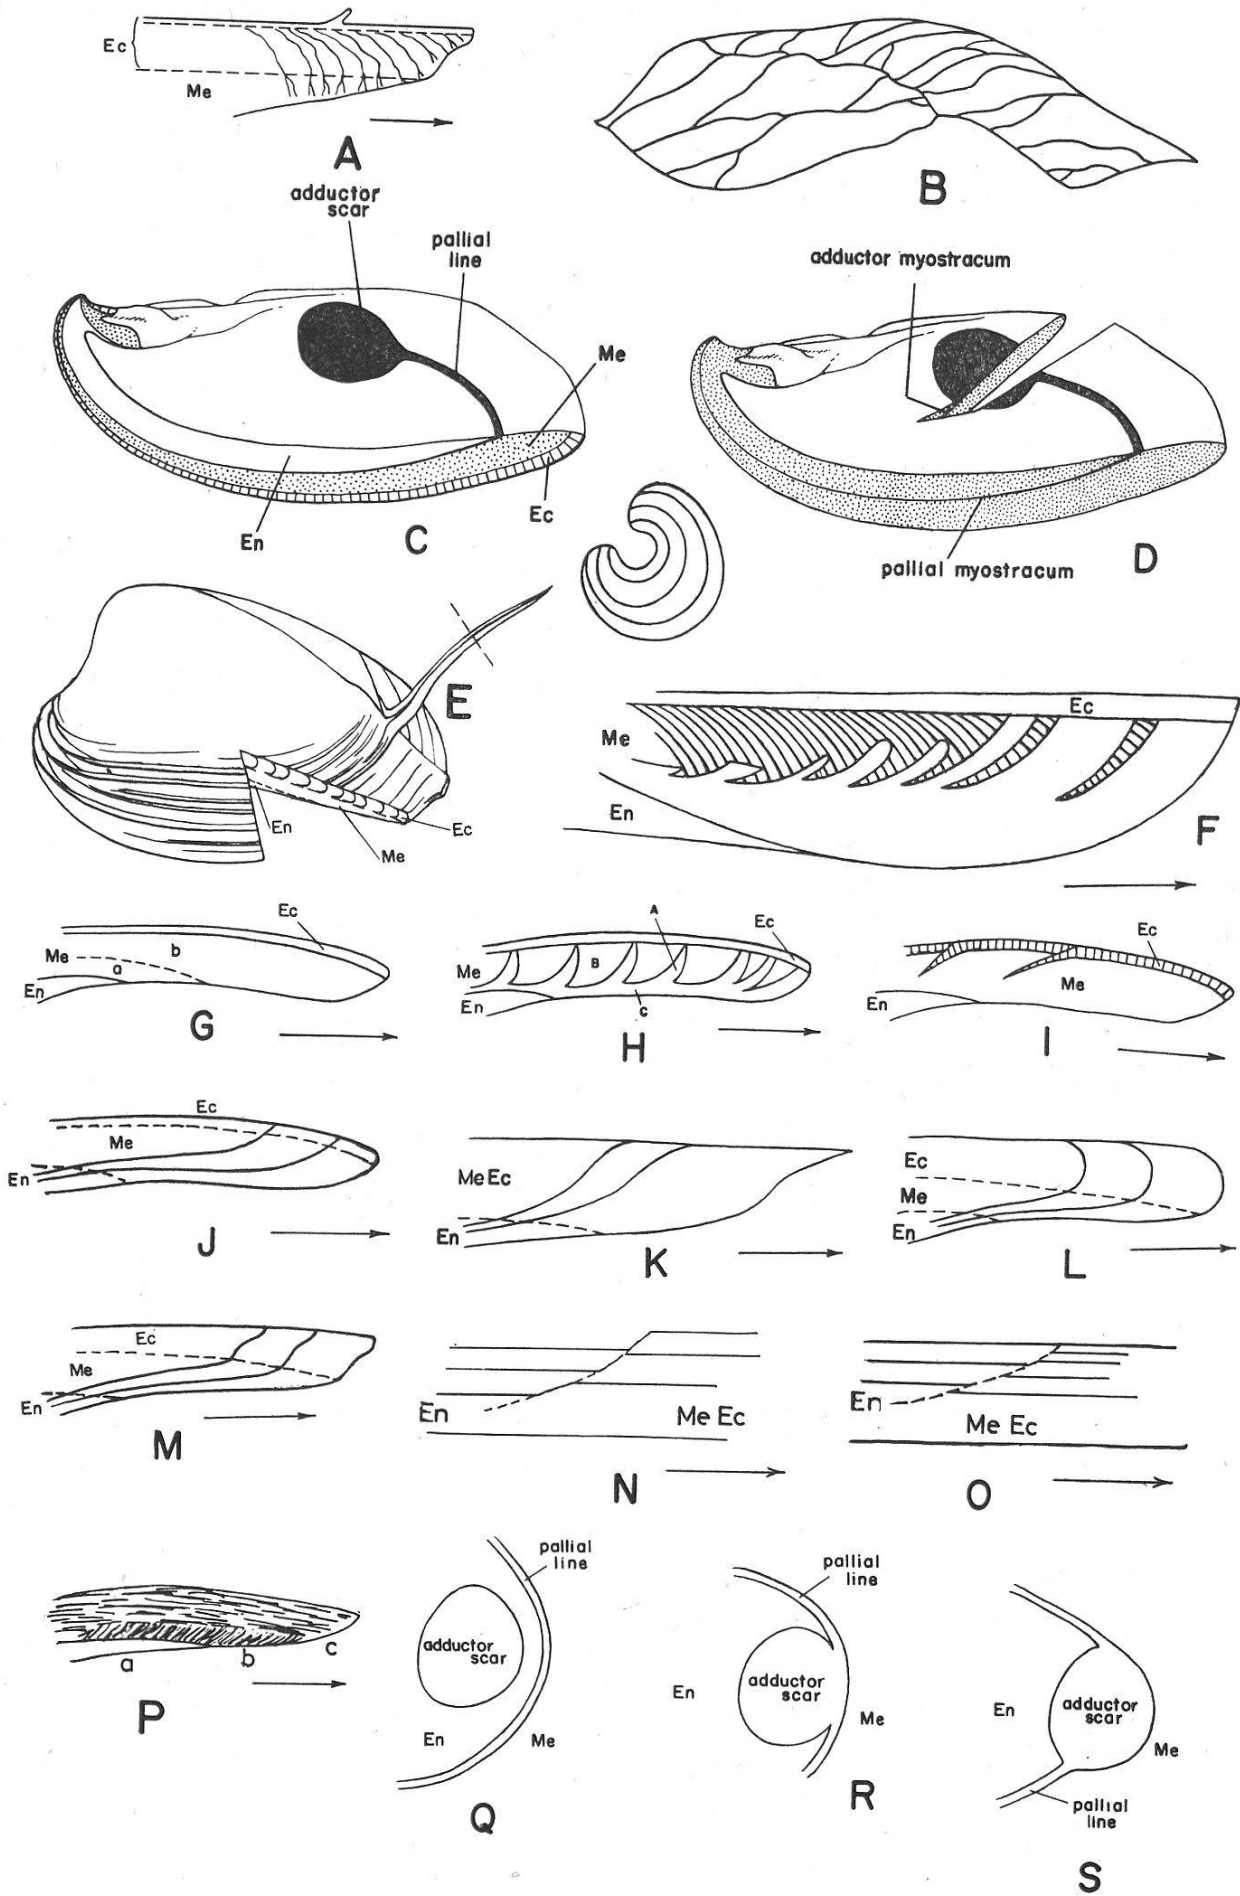 Ec
Me
A
B
adductor
scar
pallial
line
Me
En
Ec
C
adductor myostracum
pallial myostracum
D
E
En
Ec
Me
Ec
Me
En
F
Ec
b
Me
a
En
G
A
Ec
Me
B
En
C
H
Ec
Me
En
I
Ec
Me
En
J
Me Ec
En
K
Ec
Me
En
L
Ec
Me
En
M
En
Me Ec
N
En
Me Ec
O
a
b
c
P
pallial
line
adductor
scar
En
Me
Q
pallial
line
adductor
scar
En
Me
R
En
adductor
scar
Me
pallial
line
S